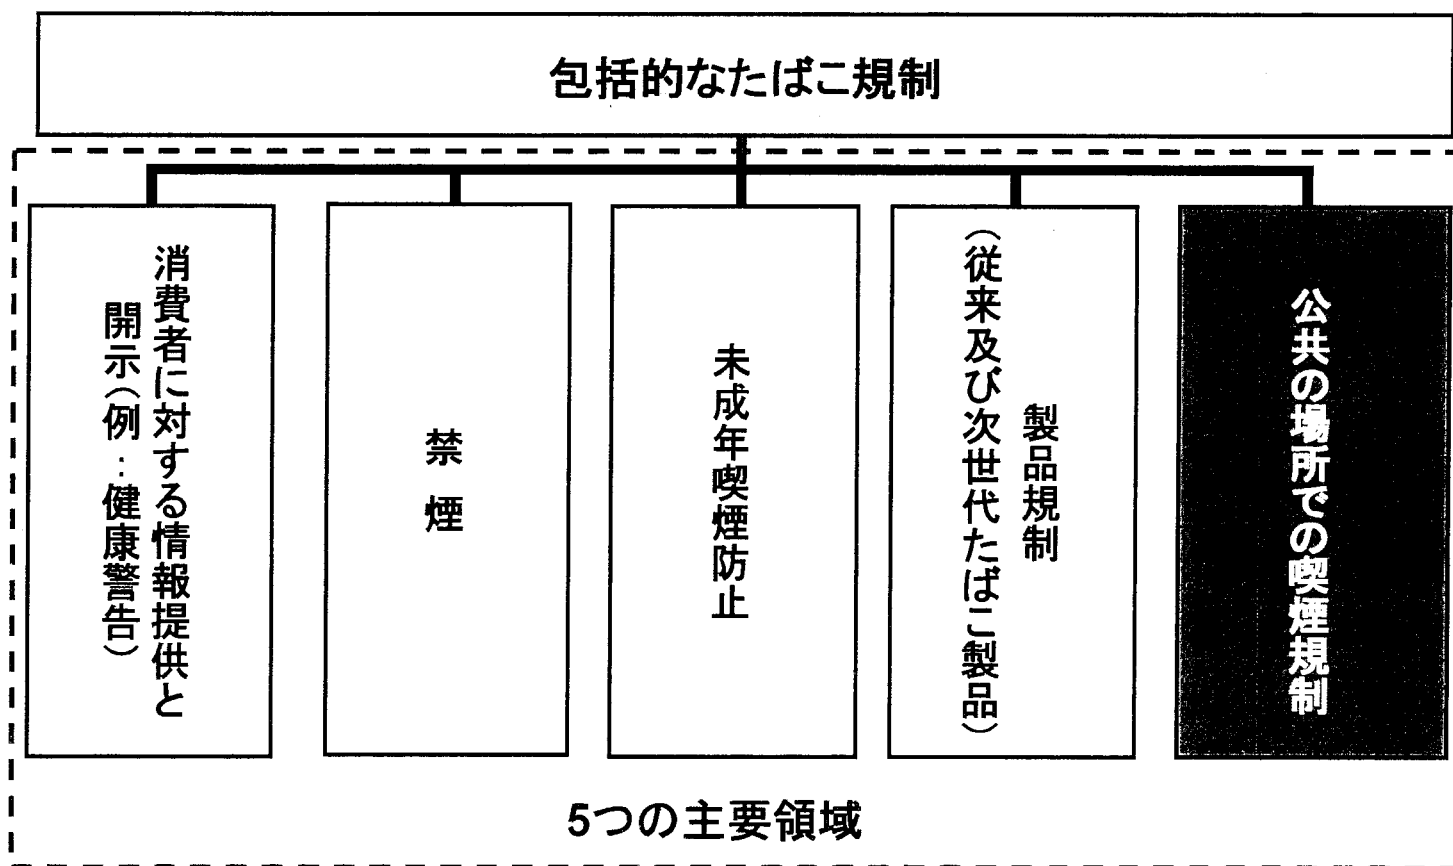 包括的なたばこ規制
消費者に対する情報提供と
開示(例:健康警告)
禁煙
未成年喫煙防止
製品規制
(従来及び次世代たばこ製品)
公共の場所での喫煙規制
5つの主要領域